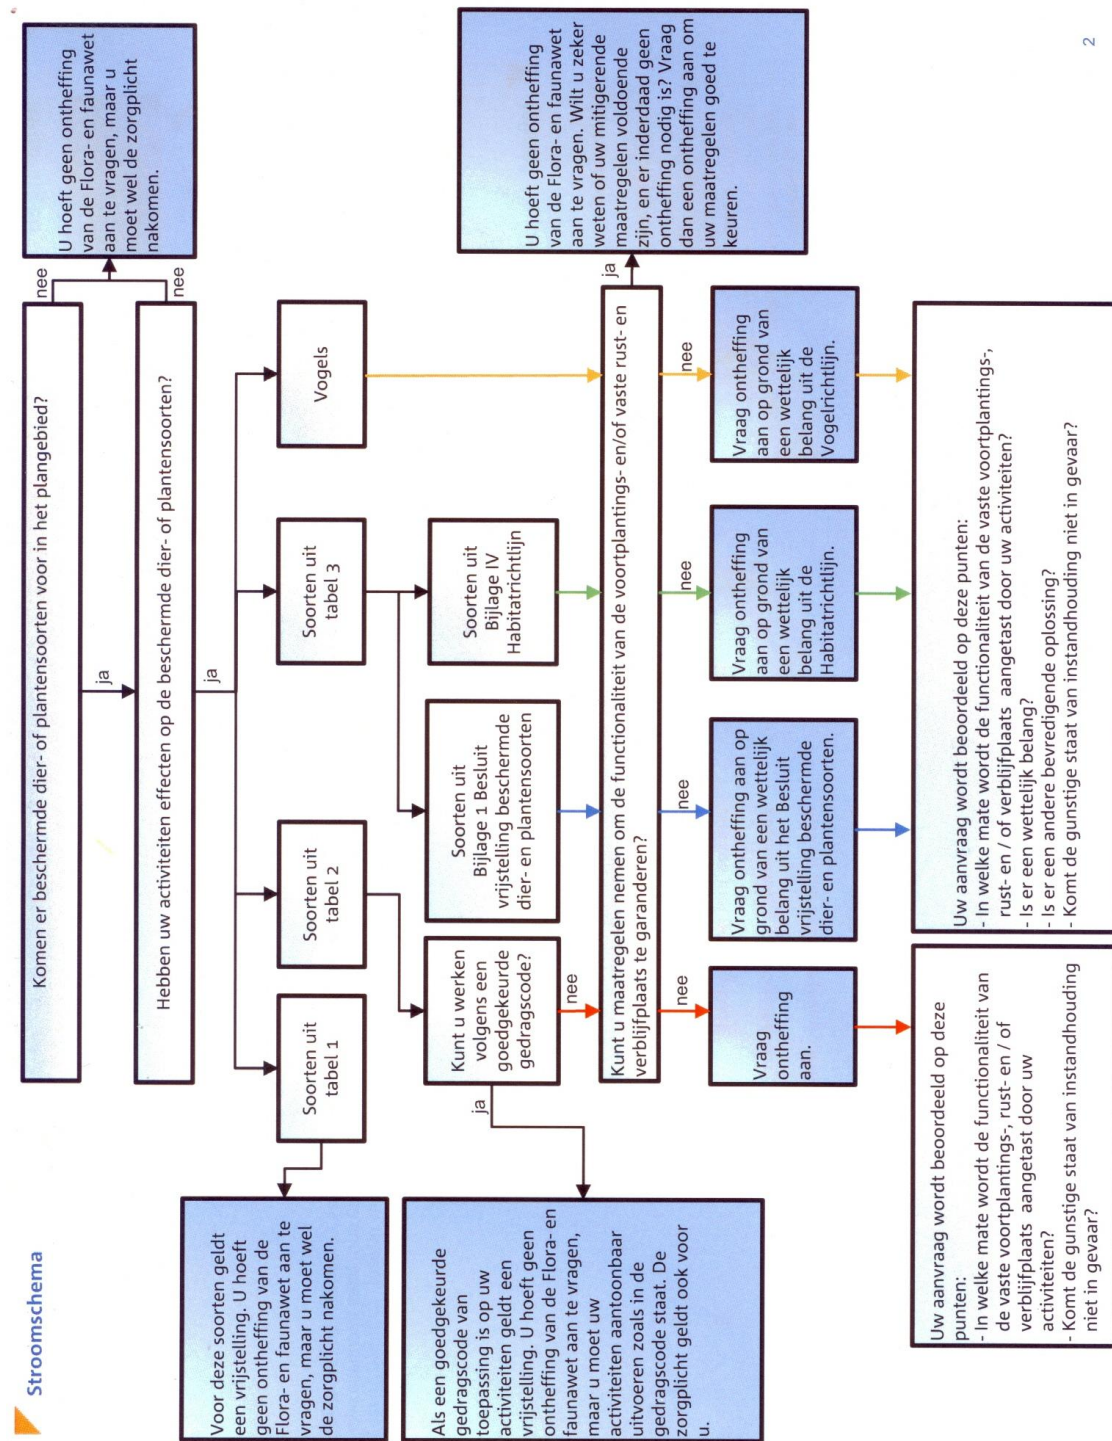 Stroomschema
Komen er beschermde dier- of plantensoorten voor in het plangebied?
nee
ja
U hoeft geen ontheffing
van de Flora- en faunawet
aan te vragen, maar u
moet wel de zorgplicht
nakomen.
Hebben uw activiteiten effecten op de beschermde dier- of plantensoorten?
nee
ja
Soorten uit
tabel 1
Soorten uit
tabel 2
Soorten uit
tabel 3
Vogels
Voor deze soorten geldt
een vrijstelling. U hoeft
geen ontheffing van de
Flora- en faunawet aan te
vragen, maar u moet wel
de zorgplicht nakomen.
Kunt u werken
volgens een
goedgekeurde
gedragscode?
ja
nee
Soorten uit
Bijlage 1 Besluit
vrijstelling beschermde
dier- en plantensoorten
Soorten uit
Bijlage IV
Habitatrichtlijn
Als een goedgekeurde
gedragscode van
toepassing is op uw
activiteiten geldt een
vrijstelling. U hoeft geen
ontheffing van de Flora- en
faunawet aan te vragen,
maar u moet uw
activiteiten aantoonbaar
uitvoeren zoals in de
gedragscode staat. De
zorgplicht geldt ook voor
u.
Kunt u maatregelen nemen om de functionaliteit van de voortplantings- en/of vaste rust- en
verblijfplaats te garanderen?
ja
U hoeft geen ontheffing
van de Flora- en faunawet
aan te vragen. Wilt u zeker
weten of uw mitigerende
maatregelen voldoende
zijn, en er inderdaad geen
ontheffing nodig is? Vraag
dan een ontheffing aan om
uw maatregelen goed te
keuren.
nee
nee
nee
nee
Vraag
ontheffing
aan.
Vraag ontheffing aan op
grond van een wettelijk
belang uit het Besluit
vrijstelling beschermde
dier- en plantensoorten.
Vraag ontheffing
aan op grond van
een wettelijk
belang uit de
Habitatrichtlijn.
Vraag ontheffing
aan op grond van
een wettelijk
belang uit de
Vogelrichtlijn.
Uw aanvraag wordt beoordeeld op deze
punten:
- In welke mate wordt de functionaliteit van
de vaste voortplantings-, rust- en / of
verblijfplaats aangetast door uw
activiteiten?
- Komt de gunstige staat van instandhouding
niet in gevaar?
Uw aanvraag wordt beoordeeld op deze punten:
- In welke mate wordt de functionaliteit van de vaste voortplantings-,
rust- en / of verblijfplaats aangetast door uw activiteiten?
- Is er een wettelijk belang?
- Is er een andere bevredigende oplossing?
- Komt de gunstige staat van instandhouding niet in gevaar?
2